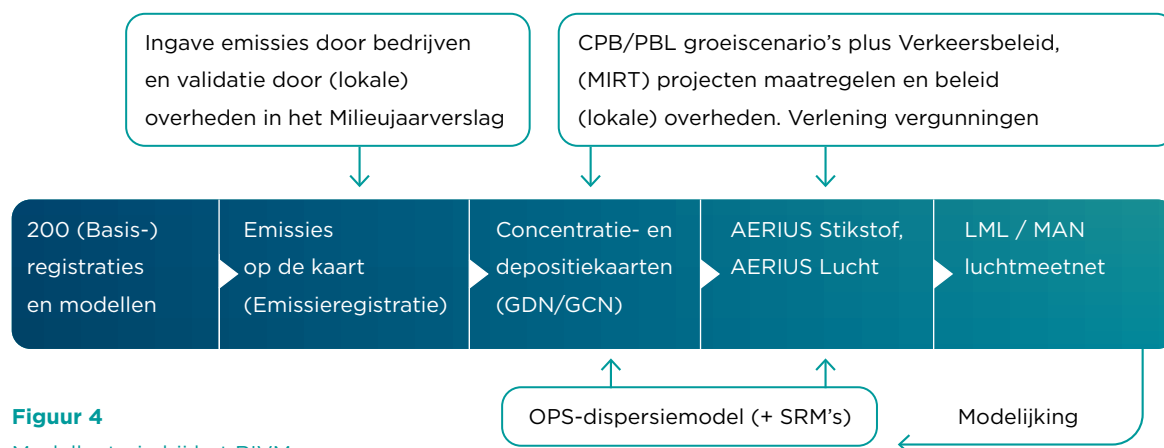 Ingave emissies door bedrijven
en validatie door (lokale)
overheden in het Milieujaarverslag
CPB/PBL groeiscenario's plus Verkeersbeleid,
(MIRT) projecten maatregelen en beleid
(lokale) overheden. Verlening vergunningen
200 (Basis-)
registraties
en modellen
Emissies
op de kaart
(Emissieregistratie)
Concentratie- en
depositiekaarten
(GDN/GCN)
AERIUS Stikstof,
AERIUS Lucht
LML / MAN
luchtmeetnet
OPS-dispersiemodel (+ SRM's)
Modelijking
Figuur 4